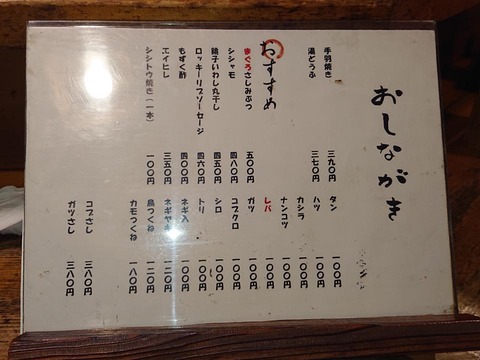 おしながき
手羽焼き 三九〇円
湯どうふ 三七〇円
おすすめ
まぐろさしみぶつ 五〇〇円
シシャモ 四八〇円
銚子いわし丸干し 四五〇円
ロッキーリブソーセージ 四六〇円
もずく酢 四〇〇円
エイヒレ 三五〇円
シシトウ焼き(一本) 一〇〇円
タン 一〇〇円
ハツ 一〇〇円
カシラ 一〇〇円
ナンコツ 一〇〇円
レバ 一〇〇円
ガツ 一〇〇円
コブクロ 一〇〇円
シロ 一〇〇円
トリ 一〇〇円
ネギ入 一〇〇円
ネギヤキ 一二〇円
鳥つくね 一二〇円
カモつくね 一八〇円
コブさし 三八〇円
ガツさし 三八〇円